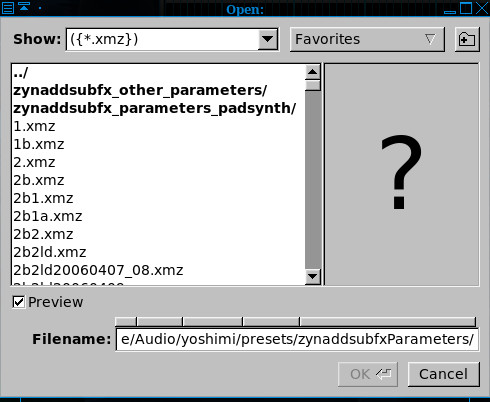 Open:
Show: ({*.xmz}) Favorites
../
zynaddsubfx_other_parameters/
zynaddsubfx_parameters_padsynth/
1.xmz
1b.xmz
2.xmz
2b.xmz
2b1.xmz
2b1a.xmz
2b2.xmz
2b2ld.xmz
2b2ld20060407_08.xmz
?
Preview
Filename: e/Audio/yoshimi/presets/zynaddsubfxParameters/
OK Cancel